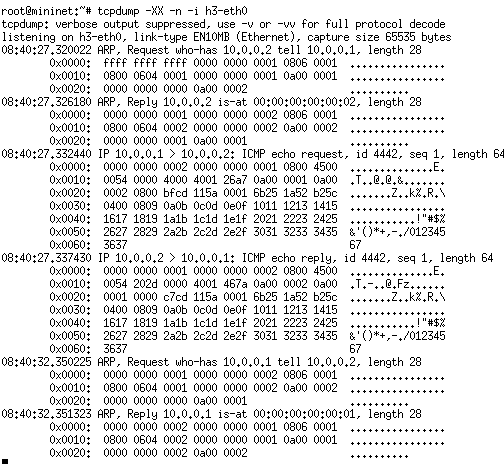 root@mininet:~# tcpdump -XX -n -i h3-eth0
tcpdump: verbose output suppressed, use -v or -vv for full protocol decode
listening on h3-eth0, link-type EN10MB (Ethernet), capture size 65535 bytes
08:40:27.320022 ARP, Request who-has 10.0.0.2 tell 10.0.0.1, length 28
0x0000: ffff ffff ffff 0000 0000 0001 0806 0001 ................
0x0010: 0800 0604 0001 0000 0000 0001 0a00 0001 ................
0x0020: 0000 0000 0000 0a00 0002 ..........
08:40:27.326180 ARP, Reply 10.0.0.2 is-at 00:00:00:00:00:02, length 28
0x0000: 0000 0000 0001 0000 0000 0002 0806 0001 ................
0x0010: 0800 0604 0002 0000 0000 0002 0a00 0002 ................
0x0020: 0000 0000 0001 0a00 0001 ..........
08:40:27.332440 IP 10.0.0.1 > 10.0.0.2: ICMP echo request, id 4442, seq 1, length 64
0x0000: 0000 0000 0002 0000 0000 0001 0800 4500 ..............E.
0x0010: 0054 0000 4000 4001 26a7 0a00 0001 0a00 .T..@.@.&.......
0x0020: 0002 0800 bfcd 115a 0001 6b25 1a52 b25c .......Z..k%.R.\
0x0030: 0400 0809 0a0b 0c0d 0e0f 1011 1213 1415 ................
0x0040: 1617 1819 1a1b 1c1d 1e1f 2021 2223 2425 ...........!"#$%
0x0050: 2627 2829 2a2b 2c2d 2e2f 3031 3233 3435 &'()*+,-./012345
0x0060: 3637 67
08:40:27.337430 IP 10.0.0.2 > 10.0.0.1: ICMP echo reply, id 4442, seq 1, length 64
0x0000: 0000 0000 0001 0000 0000 0002 0800 4500 ..............E.
0x0010: 0054 202d 0000 4001 467a 0a00 0002 0a00 .T.-..@.Fz......
0x0020: 0001 0000 c7cd 115a 0001 6b25 1a52 b25c .......Z..k%.R.\
0x0030: 0400 0809 0a0b 0c0d 0e0f 1011 1213 1415 ................
0x0040: 1617 1819 1a1b 1c1d 1e1f 2021 2223 2425 ...........!"#$%
0x0050: 2627 2829 2a2b 2c2d 2e2f 3031 3233 3435 &'()*+,-./012345
0x0060: 3637 67
08:40:32.350225 ARP, Request who-has 10.0.0.1 tell 10.0.0.2, length 28
0x0000: 0000 0000 0001 0000 0000 0002 0806 0001 ................
0x0010: 0800 0604 0001 0000 0000 0002 0a00 0002 ................
0x0020: 0000 0000 0000 0a00 0001 ..........
08:40:32.351323 ARP, Reply 10.0.0.1 is-at 00:00:00:00:00:01, length 28
0x0000: 0000 0000 0002 0000 0000 0001 0806 0001 ................
0x0010: 0800 0604 0002 0000 0000 0001 0a00 0001 ................
0x0020: 0000 0000 0002 0a00 0002 ..........